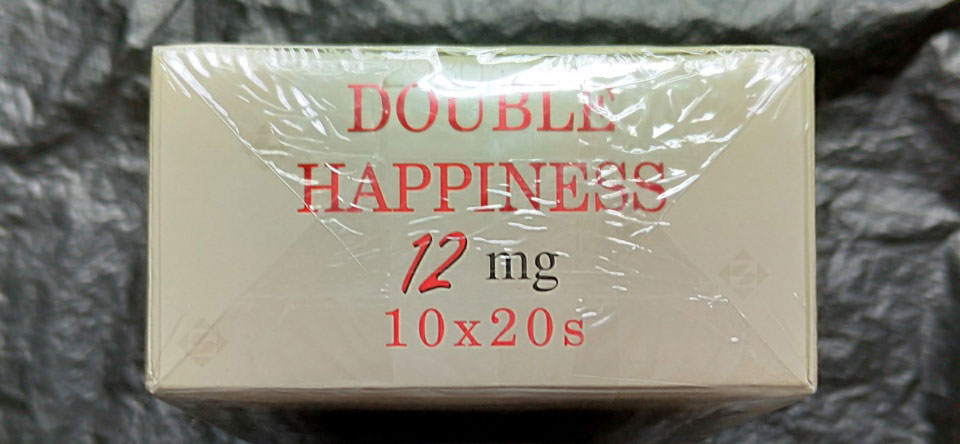 DOUBLE
HAPPINESS
12 mg
10x20s